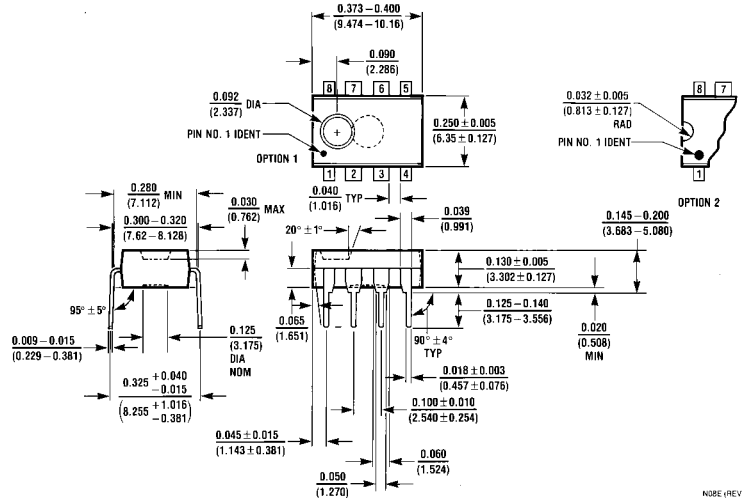 0.373 – 0.400
(9.474 – 10.16)
0.090
(2.286)
8 7 6 5
0.092 DIA
(2.337)
PIN NO. 1 IDENT
OPTION 1
1 2 3 4
0.250 ± 0.005
(6.35 ± 0.127)
0.032 ± 0.005
(0.813 ± 0.127)
RAD
PIN NO. 1 IDENT
8 7
1
OPTION 2
0.280 MIN
(7.112)
0.300 – 0.320
(7.62 – 8.128)
0.030 MAX
(0.762)
0.040 TYP
(1.016)
0.039
(0.991)
20° ± 1°
0.145 – 0.200
(3.683 – 5.080)
0.130 ± 0.005
(3.302 ± 0.127)
0.125 – 0.140
(3.175 – 3.556)
0.020
(0.508)
MIN
95° ± 5°
0.065
(1.651)
90° ± 4°
TYP
0.009 – 0.015
(0.229 – 0.381)
0.125
(3.175)
DIA
NOM
0.018 ± 0.003
(0.457 ± 0.076)
0.325 +0.040 -0.015
(8.255 +1.016 -0.381)
0.100 ± 0.010
(2.540 ± 0.254)
0.045 ± 0.015
(1.143 ± 0.381)
0.060
(1.524)
0.050
(1.270)
N08E (REV